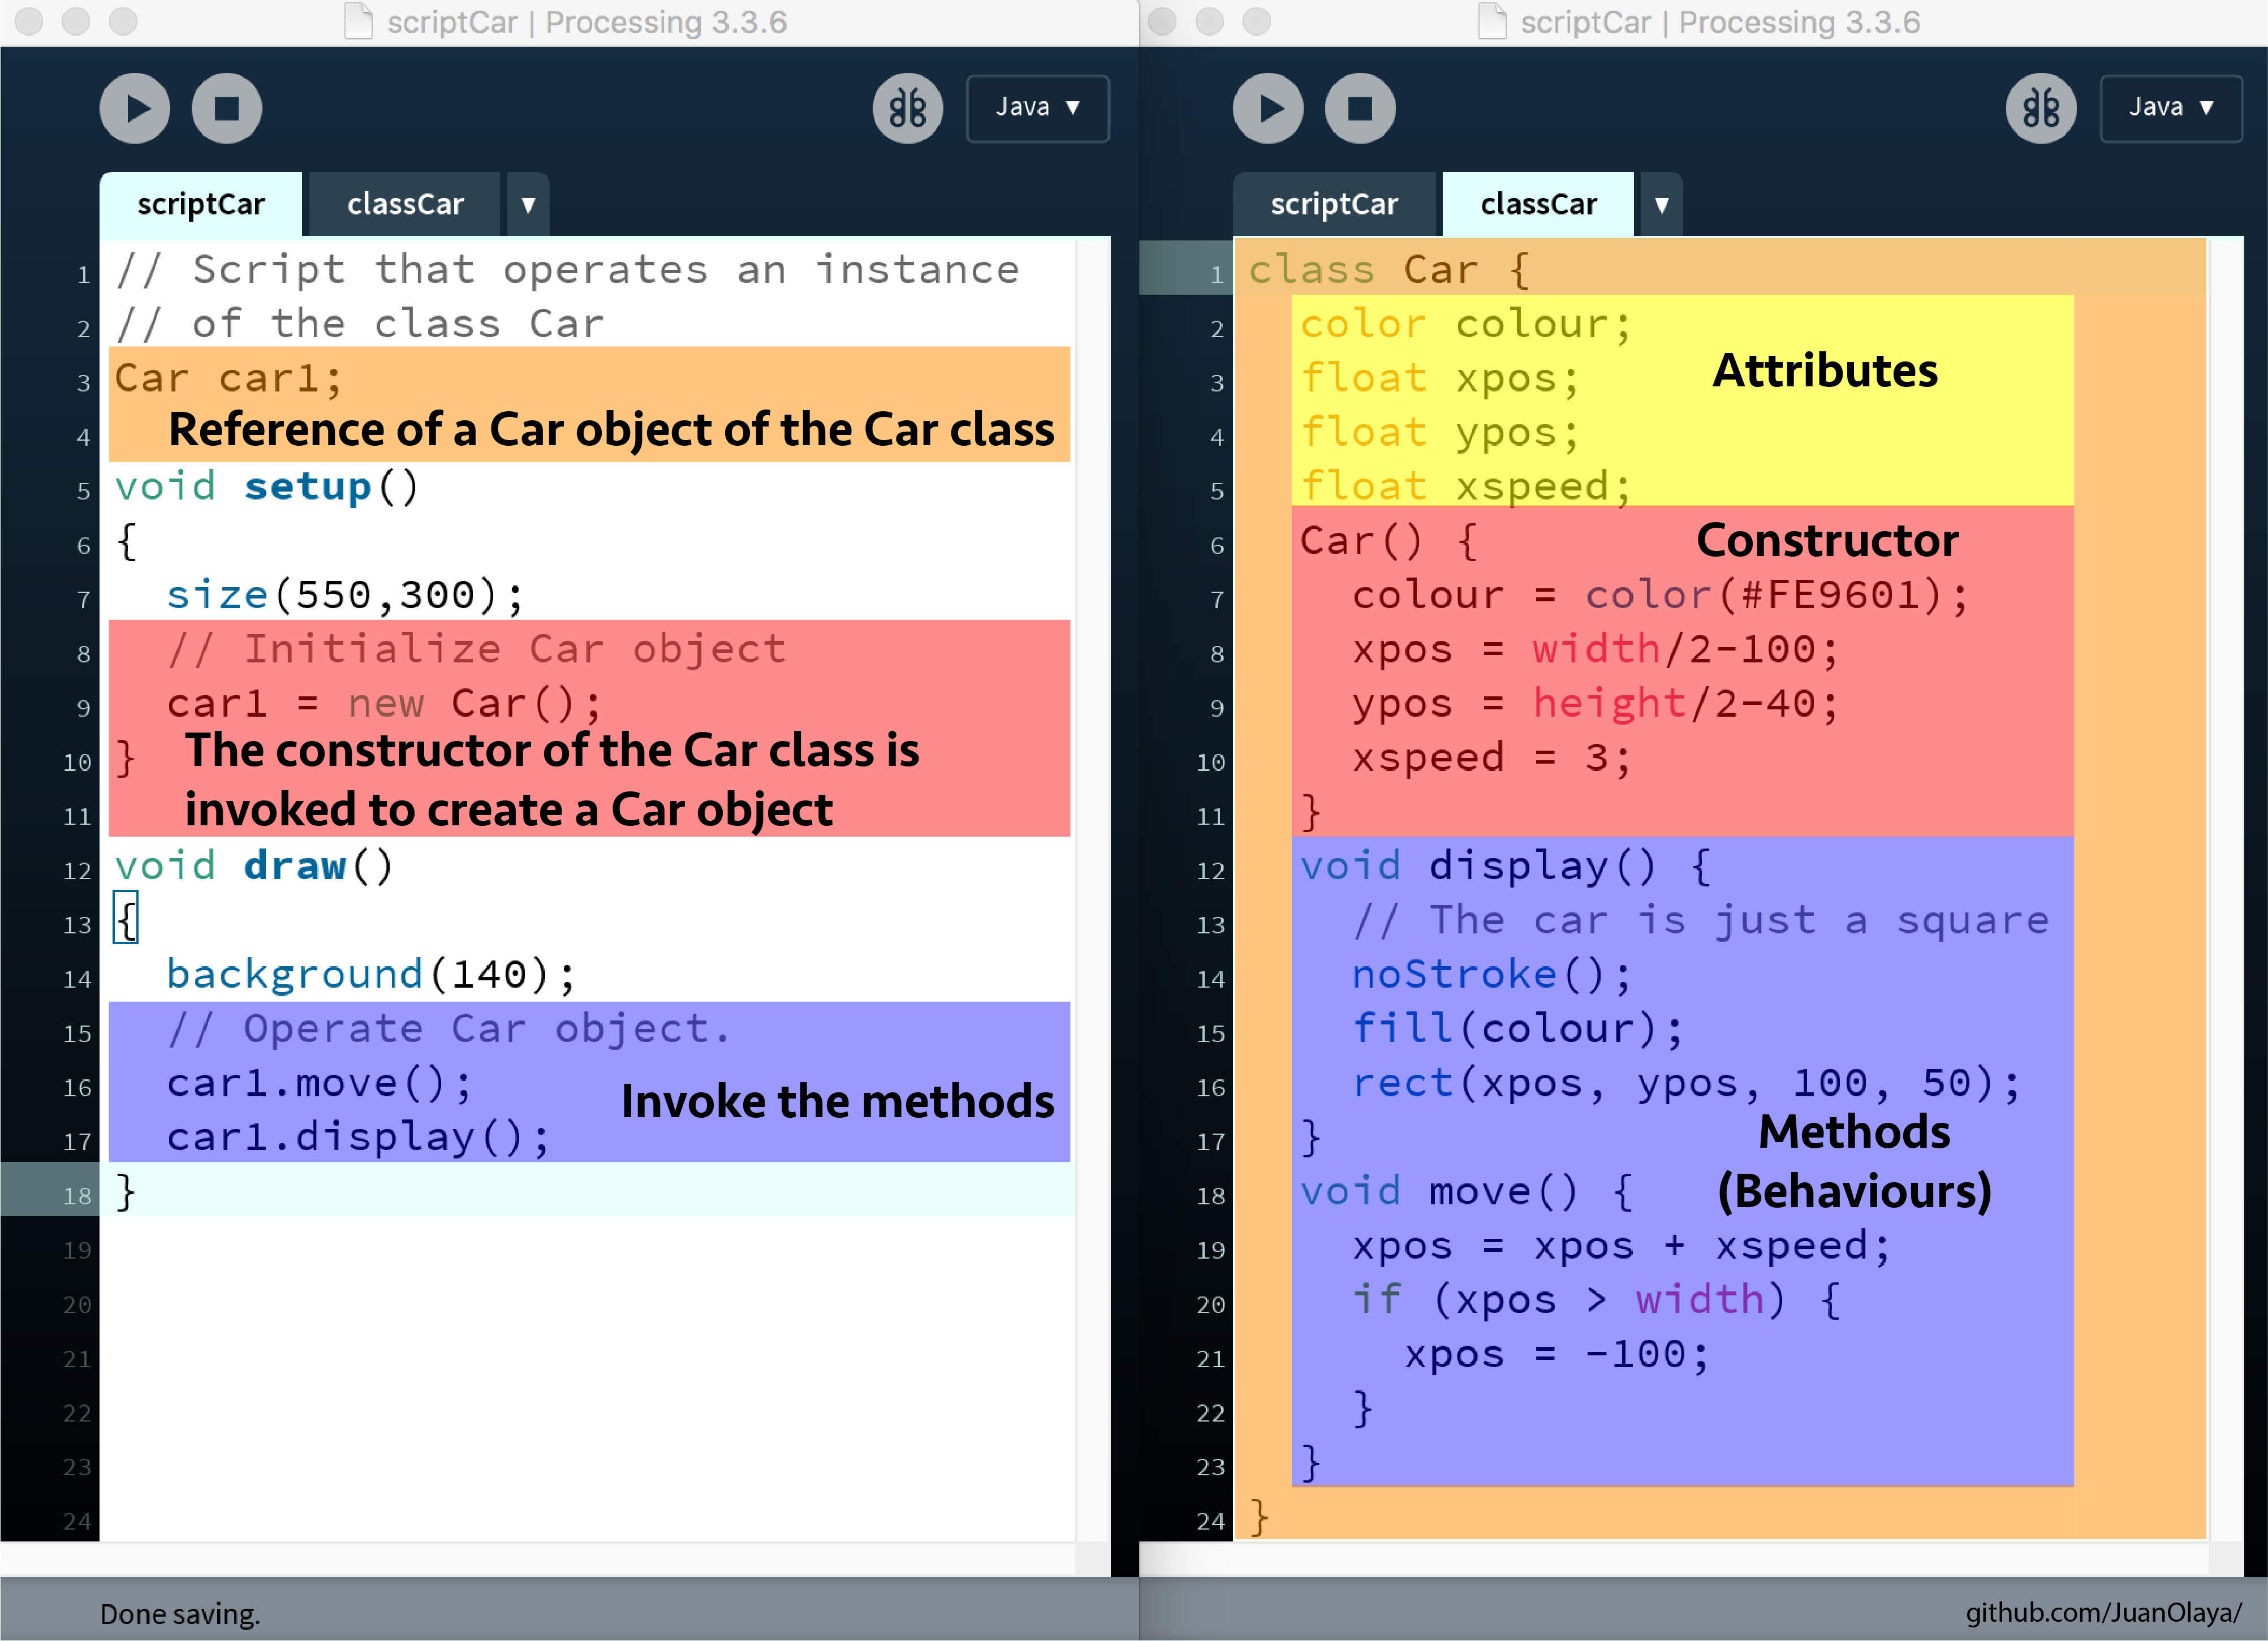 scriptCar | Processing 3.3.6
Java ▼
scriptCar classCar ▼
1 // Script that operates an instance
2 // of the class Car
3 Car car1;
4 Reference of a Car object of the Car class
5 void setup()
6 {
7 size(550,300);
8 // Initialize Car object
9 car1 = new Car();
10 } The constructor of the Car class is
11 invoked to create a Car object
12 void draw()
13 {
14 background(140);
15 // Operate Car object.
16 car1.move(); Invoke the methods
17 car1.display();
18 }
19
20
21
22
23
24
Done saving.
scriptCar | Processing 3.3.6
Java ▼
scriptCar classCar ▼
1 class Car {
2 color colour;
3 float xpos; Attributes
4 float ypos;
5 float xspeed;
6 Car() { Constructor
7 colour = color(#FE9601);
8 xpos = width/2-100;
9 ypos = height/2-40;
10 xspeed = 3;
11 }
12 void display() {
13 // The car is just a square
14 noStroke();
15 fill(colour);
16 rect(xpos, ypos, 100, 50);
17 } Methods
18 void move() { (Behaviours)
19 xpos = xpos + xspeed;
20 if (xpos > width) {
21 xpos = -100;
22 }
23 }
24 }
github.com/JuanOlaya/